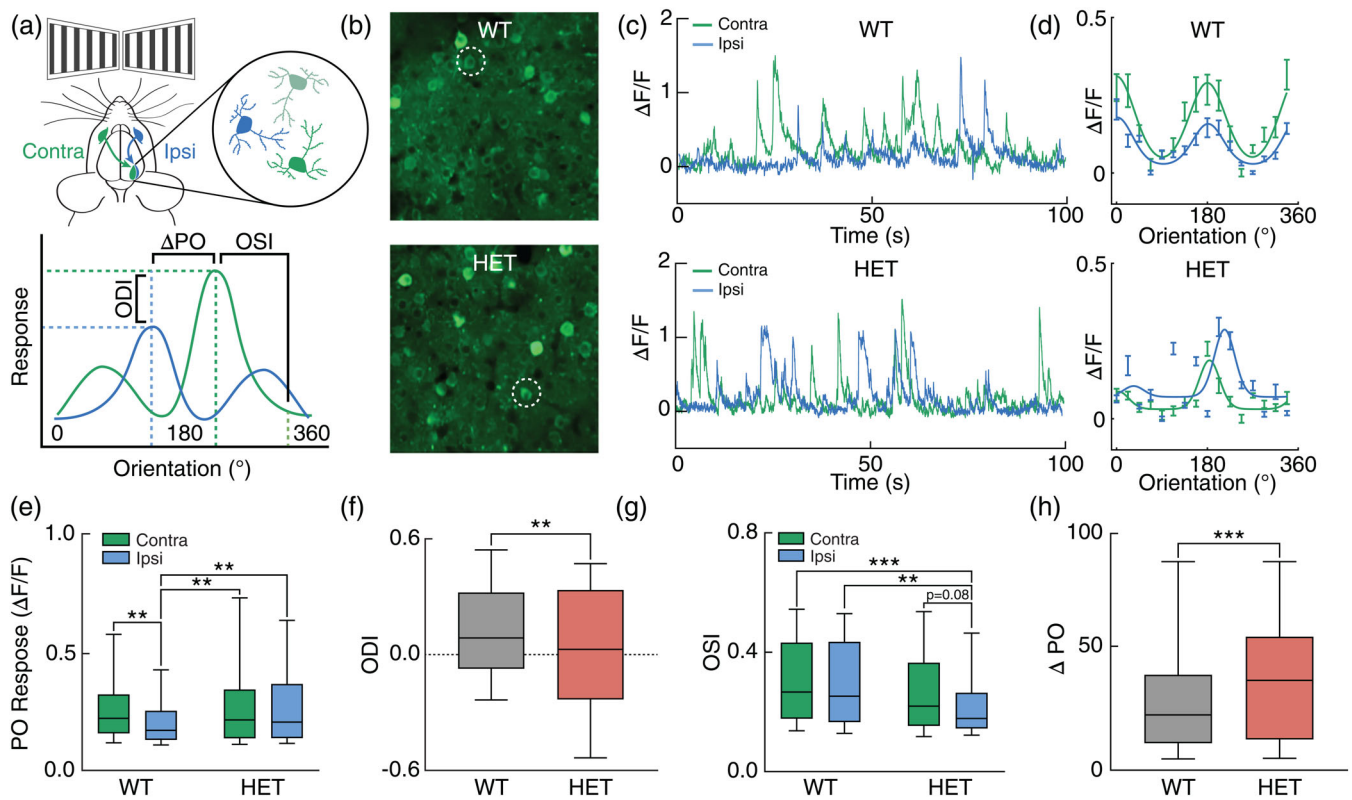 (a)
Contra
Ipsi
ΔPO
OSI
ODI
Response
0
180
360
Orientation (°)
(b)
WT
HET
(c)
Contra
Ipsi
WT
ΔF/F
2
1
0
0
50
100
Time (s)
Contra
Ipsi
HET
ΔF/F
2
1
0
0
50
100
Time (s)
(d)
WT
ΔF/F
0.5
0
0
180
360
Orientation (°)
HET
ΔF/F
0.5
0
0
180
360
Orientation (°)
(e)
Contra
Ipsi
PO Respose (ΔF/F)
1.0
0.5
0.0
**
**
**
WT
HET
(f)
ODI
0.6
0.0
-0.6
**
WT
HET
(g)
Contra
Ipsi
OSI
0.8
0.4
0.0
***
**
p=0.08
WT
HET
(h)
Δ PO
100
50
0
***
WT
HET